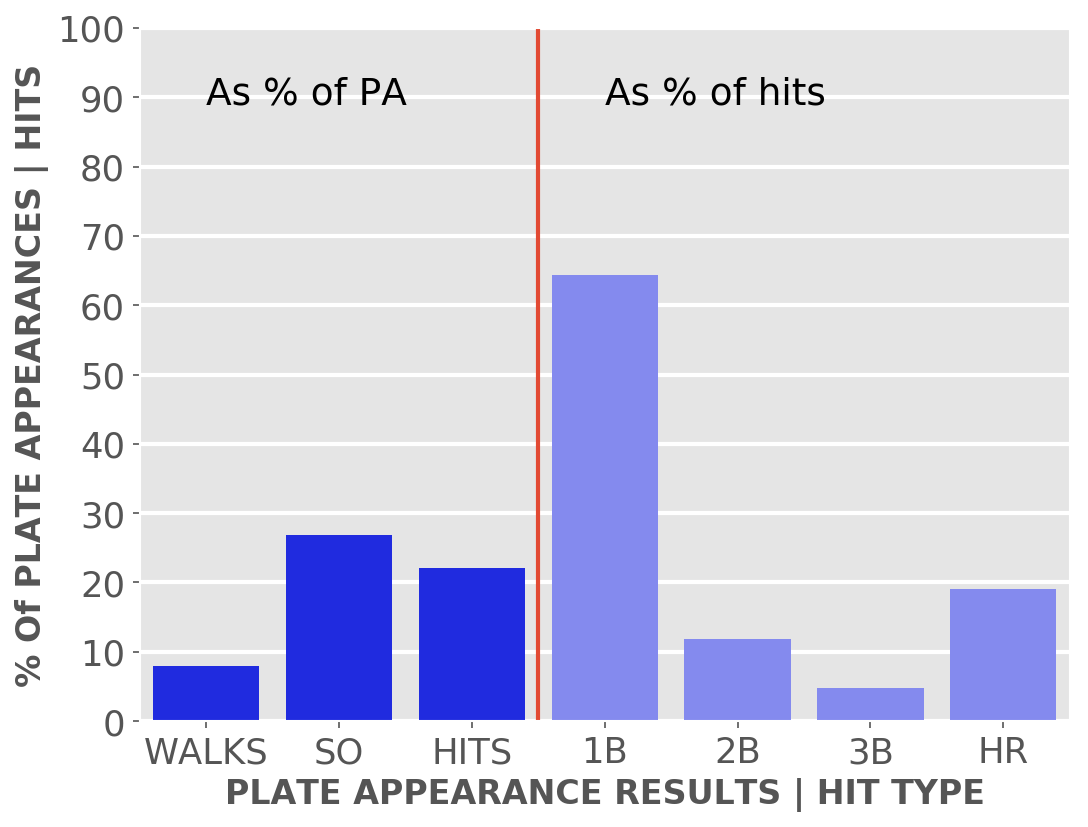 % Of PLATE APPEARANCES | HITS
100
90
80
70
60
50
40
30
20
10
0
As % of PA
As % of hits
WALKS SO HITS 1B 2B 3B HR
PLATE APPEARANCE RESULTS | HIT TYPE